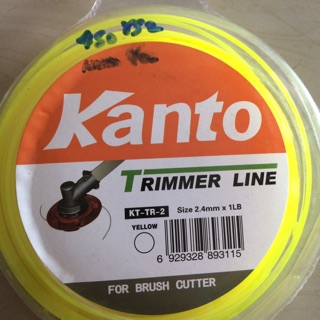 Kanto
TRIMMER LINE
KT-TR-2 Size 2.4mm x 1LB
YELLOW
6 929328 893115
FOR BRUSH CUTTER